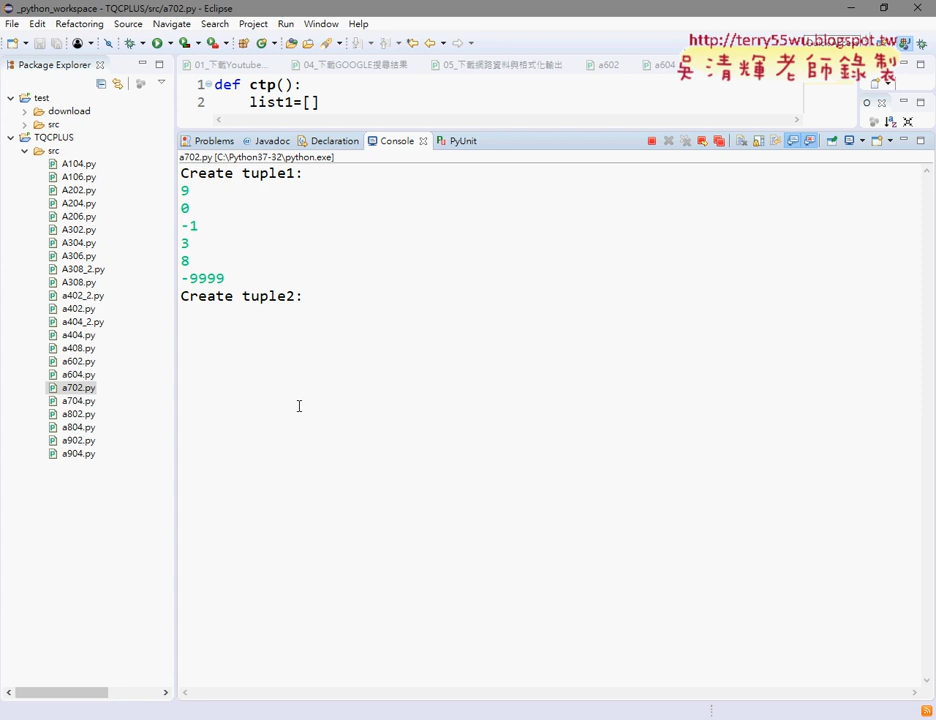 _python_workspace - TQCPLUS/src/a702.py - Eclipse
File Edit Refactoring Source Navigate Search Project Run Window Help
http://terry55wu.blogspot.tw
吳清輝老師錄製
Package Explorer
01_下載Youtube... 04_下載GOOGLE搜尋結果 05_下載網路資料與格式化輸出 a602 a604
test
download
src
TQCPLUS
src
A104.py
A106.py
A202.py
A204.py
A206.py
A302.py
A304.py
A306.py
A308_2.py
A308.py
a402_2.py
a402.py
a404_2.py
a404.py
a408.py
a602.py
a604.py
a702.py
a704.py
a802.py
a804.py
a902.py
a904.py
1 def ctp():
2 list1=[]
Problems Javadoc Declaration Console PyUnit
a702.py [C:\Python37-32\python.exe]
Create tuple1:
9
0
-1
3
8
-9999
Create tuple2: